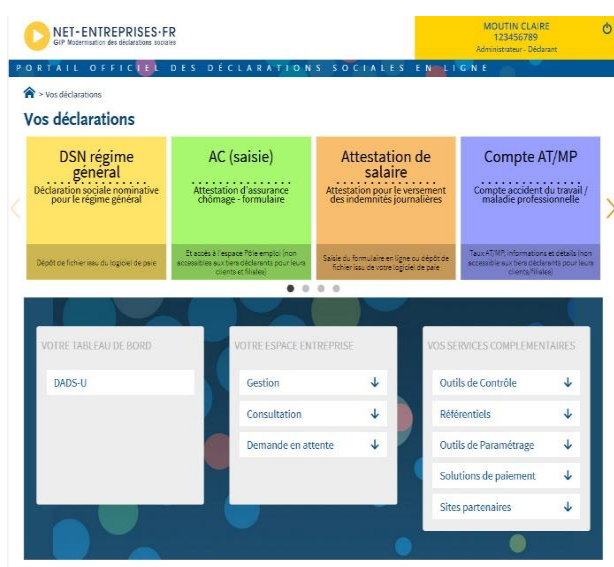 NET-ENTREPRISES·FR
GIP Modernisation des déclarations sociales
MOUTIN CLAIRE
123456789
Administrateur - Déclarant
PORTAIL OFFICIEL DES DÉCLARATIONS SOCIALES EN LIGNE
> Vos déclarations
Vos déclarations
DSN régime
général
Déclaration sociale nominative
pour le régime général
Dépôt de fichier issu du logiciel de paie
AC (saisie)
Attestation d'assurance
chômage - formulaire
Et accès à l'espace Pôle emploi (non
accessibles aux tiers déclarants pour leurs
clients et filiales)
Attestation de
salaire
Attestation pour le versement
des indemnités journalières
Saisie du formulaire en ligne ou dépôt de
fichier issu de votre logiciel de paie
Compte AT/MP
Compte accident du travail /
maladie professionnelle
Taux AT/MP, informations et détails (non
accessible aux tiers déclarants pour leurs
clients/filiales)
VOTRE TABLEAU DE BORD
DADS-U
VOTRE ESPACE ENTREPRISE
Gestion
Consultation
Demande en attente
VOS SERVICES COMPLEMENTAIRES
Outils de Contrôle
Référentiels
Outils de Paramétrage
Solutions de paiement
Sites partenaires